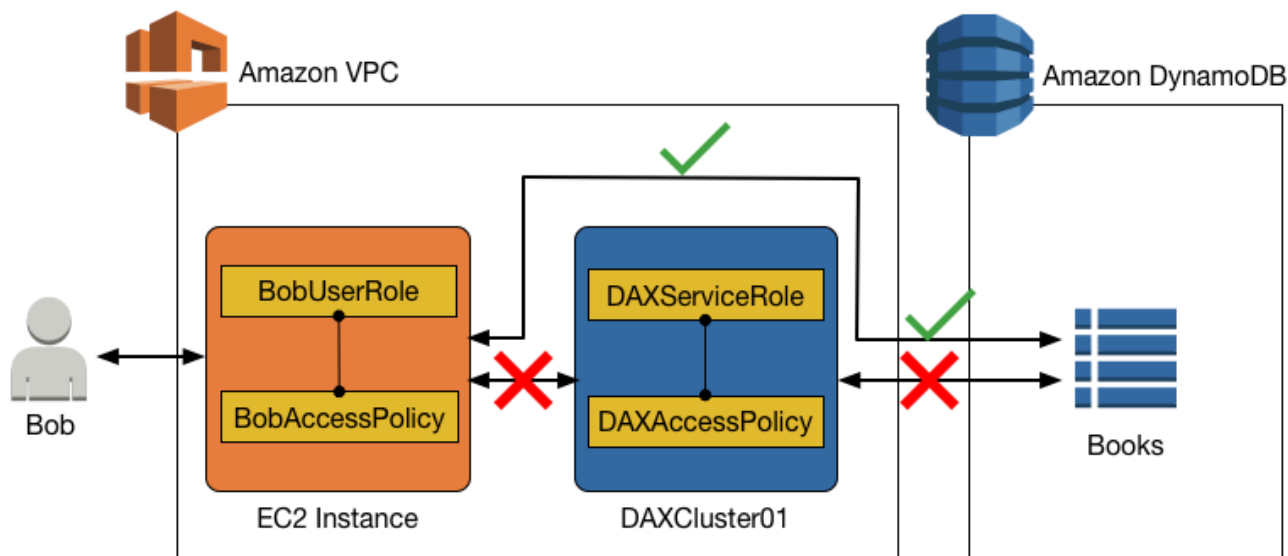 Amazon VPC
Amazon DynamoDB
BobUserRole
DAXServiceRole
BobAccessPolicy
DAXAccessPolicy
Bob
Books
EC2 Instance
DAXCluster01